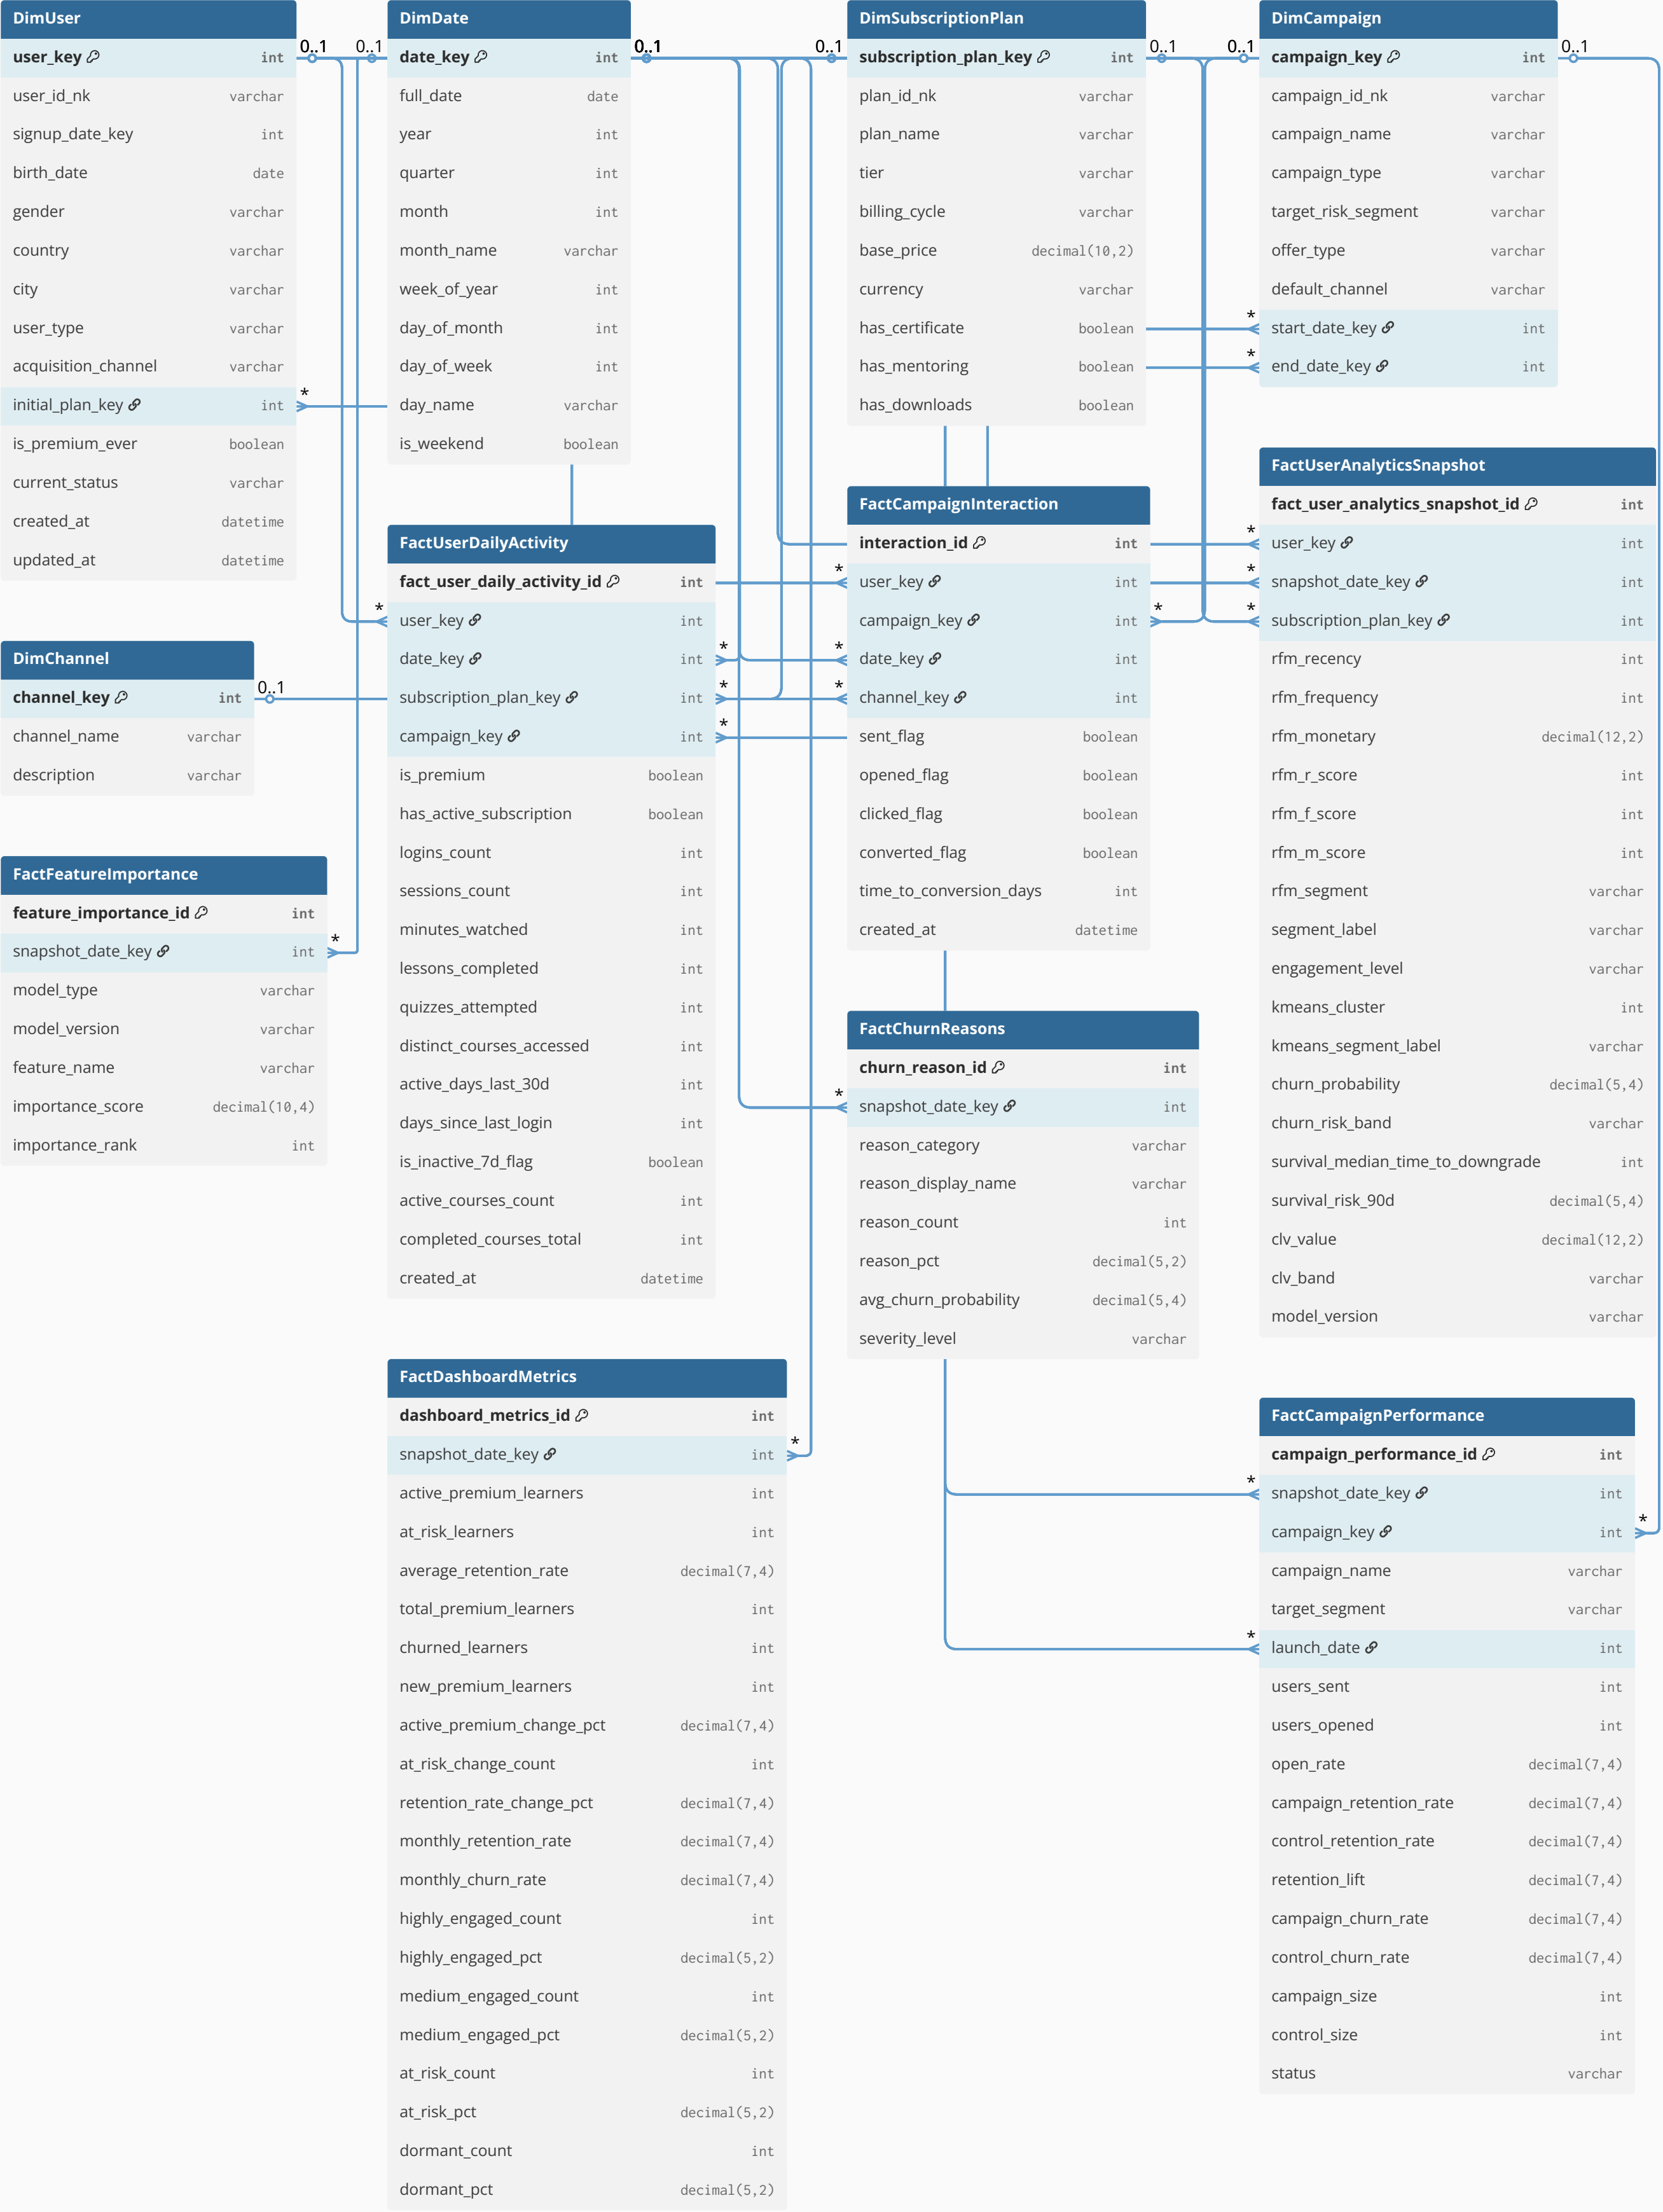 DimUser
user_key int
user_id_nk varchar
signup_date_key int
birth_date date
gender varchar
country varchar
city varchar
user_type varchar
acquisition_channel varchar
initial_plan_key int
is_premium_ever boolean
current_status varchar
created_at datetime
updated_at datetime
0..1
0..1
*
DimDate
date_key int
full_date date
year int
quarter int
month int
month_name varchar
week_of_year int
day_of_month int
day_of_week int
day_name varchar
is_weekend boolean
0..1
0..1
DimSubscriptionPlan
subscription_plan_key int
plan_id_nk varchar
plan_name varchar
tier varchar
billing_cycle varchar
base_price decimal(10,2)
currency varchar
has_certificate boolean
has_mentoring boolean
has_downloads boolean
0..1
0..1
*
*
DimCampaign
campaign_key int
campaign_id_nk varchar
campaign_name varchar
campaign_type varchar
target_risk_segment varchar
offer_type varchar
default_channel varchar
start_date_key int
end_date_key int
0..1
DimChannel
channel_key int
channel_name varchar
description varchar
0..1
FactFeatureImportance
feature_importance_id int
snapshot_date_key int
model_type varchar
model_version varchar
feature_name varchar
importance_score decimal(10,4)
importance_rank int
*
*
FactUserDailyActivity
fact_user_daily_activity_id int
user_key int
date_key int
subscription_plan_key int
campaign_key int
is_premium boolean
has_active_subscription boolean
logins_count int
sessions_count int
minutes_watched int
lessons_completed int
quizzes_attempted int
distinct_courses_accessed int
active_days_last_30d int
days_since_last_login int
is_inactive_7d_flag boolean
active_courses_count int
completed_courses_total int
created_at datetime
*
*
*
*
*
*
FactCampaignInteraction
interaction_id int
user_key int
campaign_key int
date_key int
channel_key int
sent_flag boolean
opened_flag boolean
clicked_flag boolean
converted_flag boolean
time_to_conversion_days int
created_at datetime
*
*
*
*
FactUserAnalyticsSnapshot
fact_user_analytics_snapshot_id int
user_key int
snapshot_date_key int
subscription_plan_key int
rfm_recency int
rfm_frequency int
rfm_monetary decimal(12,2)
rfm_r_score int
rfm_f_score int
rfm_m_score int
rfm_segment varchar
segment_label varchar
engagement_level varchar
kmeans_cluster int
kmeans_segment_label varchar
churn_probability decimal(5,4)
churn_risk_band varchar
survival_median_time_to_downgrade int
survival_risk_90d decimal(5,4)
clv_value decimal(12,2)
clv_band varchar
model_version varchar
*
FactChurnReasons
churn_reason_id int
snapshot_date_key int
reason_category varchar
reason_display_name varchar
reason_count int
reason_pct decimal(5,2)
avg_churn_probability decimal(5,4)
severity_level varchar
FactDashboardMetrics
dashboard_metrics_id int
snapshot_date_key int
active_premium_learners int
at_risk_learners int
average_retention_rate decimal(7,4)
total_premium_learners int
churned_learners int
new_premium_learners int
active_premium_change_pct decimal(7,4)
at_risk_change_count int
retention_rate_change_pct decimal(7,4)
monthly_retention_rate decimal(7,4)
monthly_churn_rate decimal(7,4)
highly_engaged_count int
highly_engaged_pct decimal(5,2)
medium_engaged_count int
medium_engaged_pct decimal(5,2)
at_risk_count int
at_risk_pct decimal(5,2)
dormant_count int
dormant_pct decimal(5,2)
*
*
*
FactCampaignPerformance
campaign_performance_id int
snapshot_date_key int
campaign_key int
campaign_name varchar
target_segment varchar
launch_date int
users_sent int
users_opened int
open_rate decimal(7,4)
campaign_retention_rate decimal(7,4)
control_retention_rate decimal(7,4)
retention_lift decimal(7,4)
campaign_churn_rate decimal(7,4)
control_churn_rate decimal(7,4)
campaign_size int
control_size int
status varchar
*